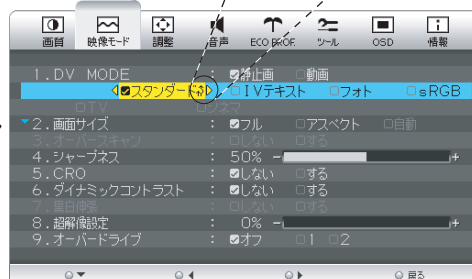 画質 映像モード 調整 音声 ECO PROF. ツール OSD 情報
1.DV MODE : ☑静止画 □動画
☑スタンダード □IVテキスト □フォト □sRGB
□TV □シネマ
2.画面サイズ : ☑フル □アスペクト □自動
3.オーバースキャン : □しない □する
4.シャープネス : 50% − +
5.CRO : ☑しない □する
6.ダイナミックコントラスト : ☑しない □する
7.黒白伸張 : □しない □する
8.超解像設定 : 0% − +
9.オーバードライブ : ☑オフ □1 □2
戻る